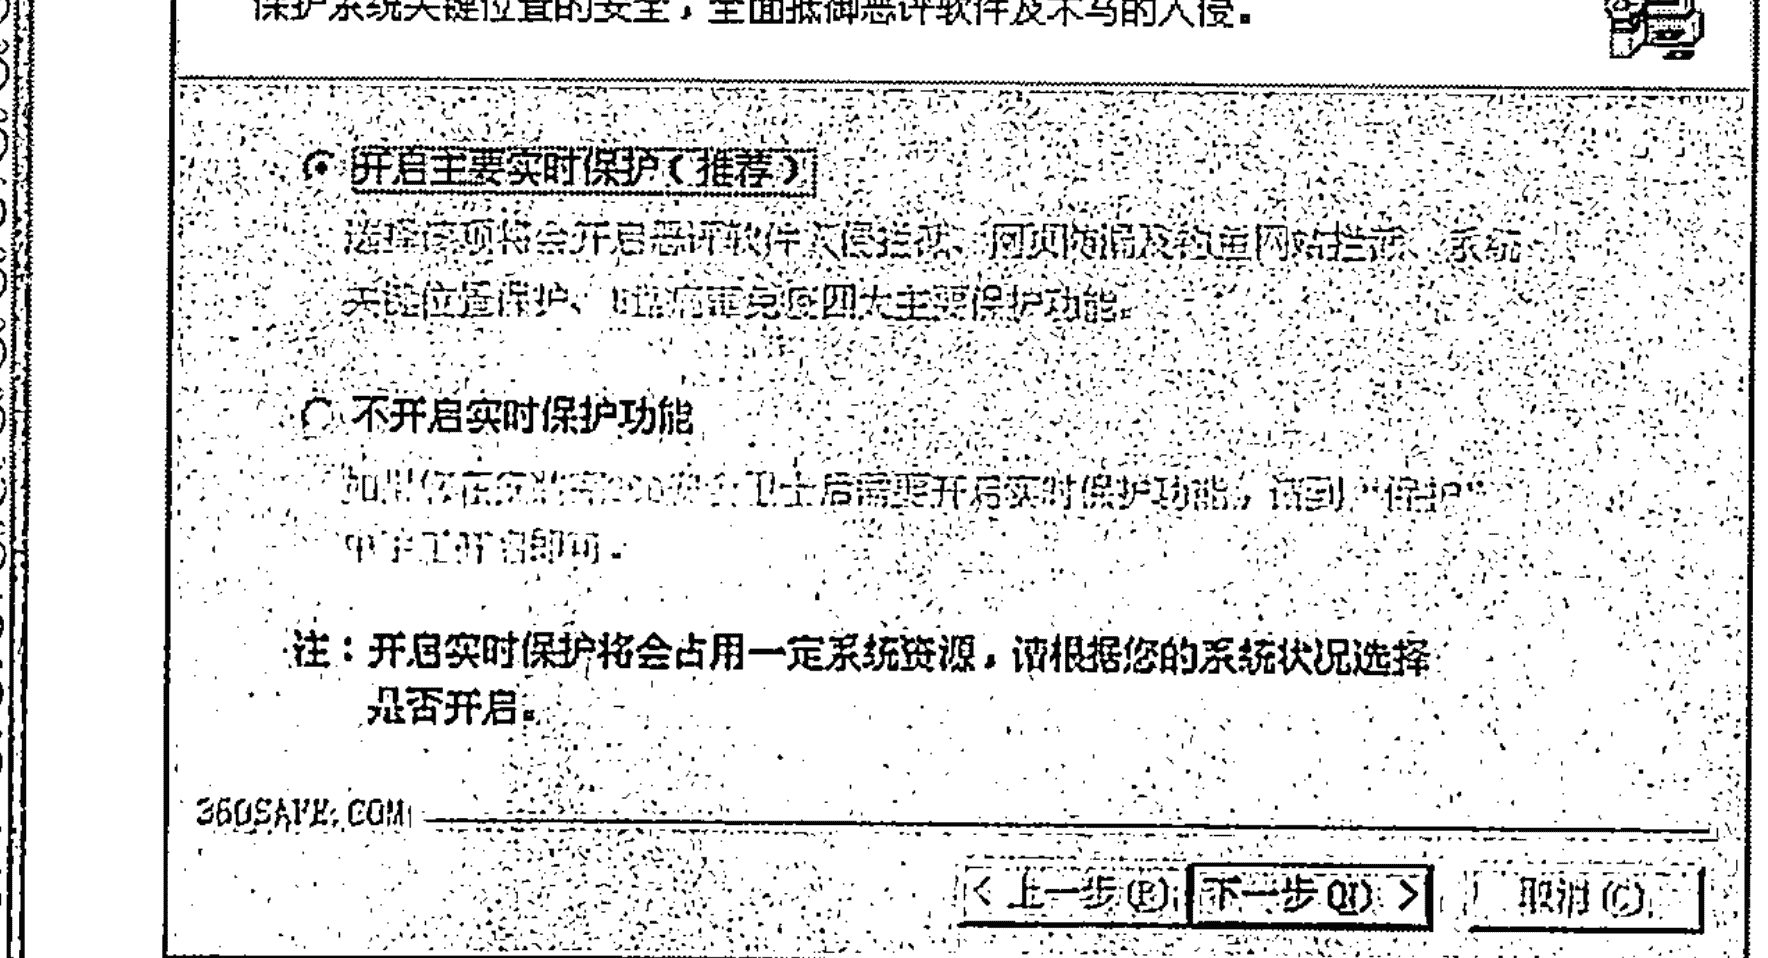 保护系统关键位置的安全，全面抵御恶评软件及木马的入侵。
开启主要实时保护(推荐)
选择该项将会开启恶评软件入侵拦截、网页防漏及钓鱼网站拦截、系统
关键位置保护、U盘病毒免疫四大主要保护功能。
不开启实时保护功能
如果您在安装完360安全卫士后需要开启实时保护功能，请到“保护”
中手工开启即可。
注：开启实时保护将会占用一定系统资源，请根据您的系统状况选择
是否开启。
360SAFE.COM
< 上一步(B) 下一步(N) > 取消(C)